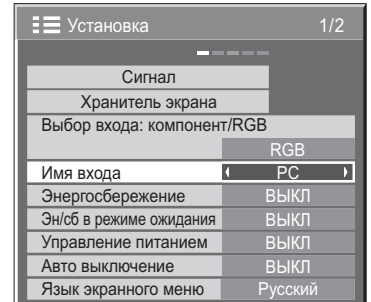 Установка 1/2
Сигнал
Хранитель экрана
Выбор входа: компонент/RGB
RGB
Имя входа PC
Энергосбережение ВЫКЛ
Эн/сб в режиме ожидания ВЫКЛ
Управление питанием ВЫКЛ
Авто выключение ВЫКЛ
Язык экранного меню Русский